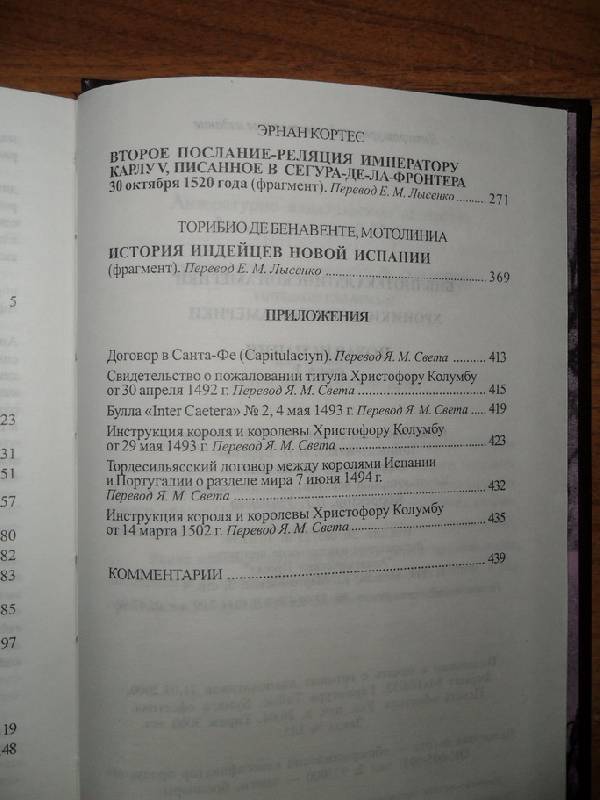 ЭРНАН КОРТЕС
ВТОРОЕ ПОСЛАНИЕ-РЕЛЯЦИЯ ИМПЕРАТОРУ
КАРЛУ V, ПИСАННОЕ В СЕГУРА-ДЕ-ЛА-ФРОНТЕРА
30 октября 1520 года (фрагмент). Перевод Е. М. Лысенко ......... 271
ТОРИБИО ДЕ БЕНАВЕНТЕ, МОТОЛИНИА
ИСТОРИЯ ИНДЕЙЦЕВ НОВОЙ ИСПАНИИ
(фрагмент). Перевод Е. М. Лысенко ......... 369
ПРИЛОЖЕНИЯ
Договор в Санта-Фе (Capitulaciуn). Перевод Я. М. Света .......... 413
Свидетельство о пожаловании титула Христофору Колумбу
от 30 апреля 1492 г. Перевод Я. М. Света ......... 415
Булла «Inter Caetera» № 2, 4 мая 1493 г. Перевод Я. М. Света ..... 419
Инструкция короля и королевы Христофору Колумбу
от 29 мая 1493 г. Перевод Я. М. Света ......... 423
Тордесильясский договор между королями Испании
и Португалии о разделе мира 7 июня 1494 г.
Перевод Я. М. Света ......... 432
Инструкция короля и королевы Христофору Колумбу
от 14 марта 1502 г. Перевод Я. М. Света ......... 435
КОММЕНТАРИИ ......... 439
5
23
31
51
57
80
82
83
85
97
19
48